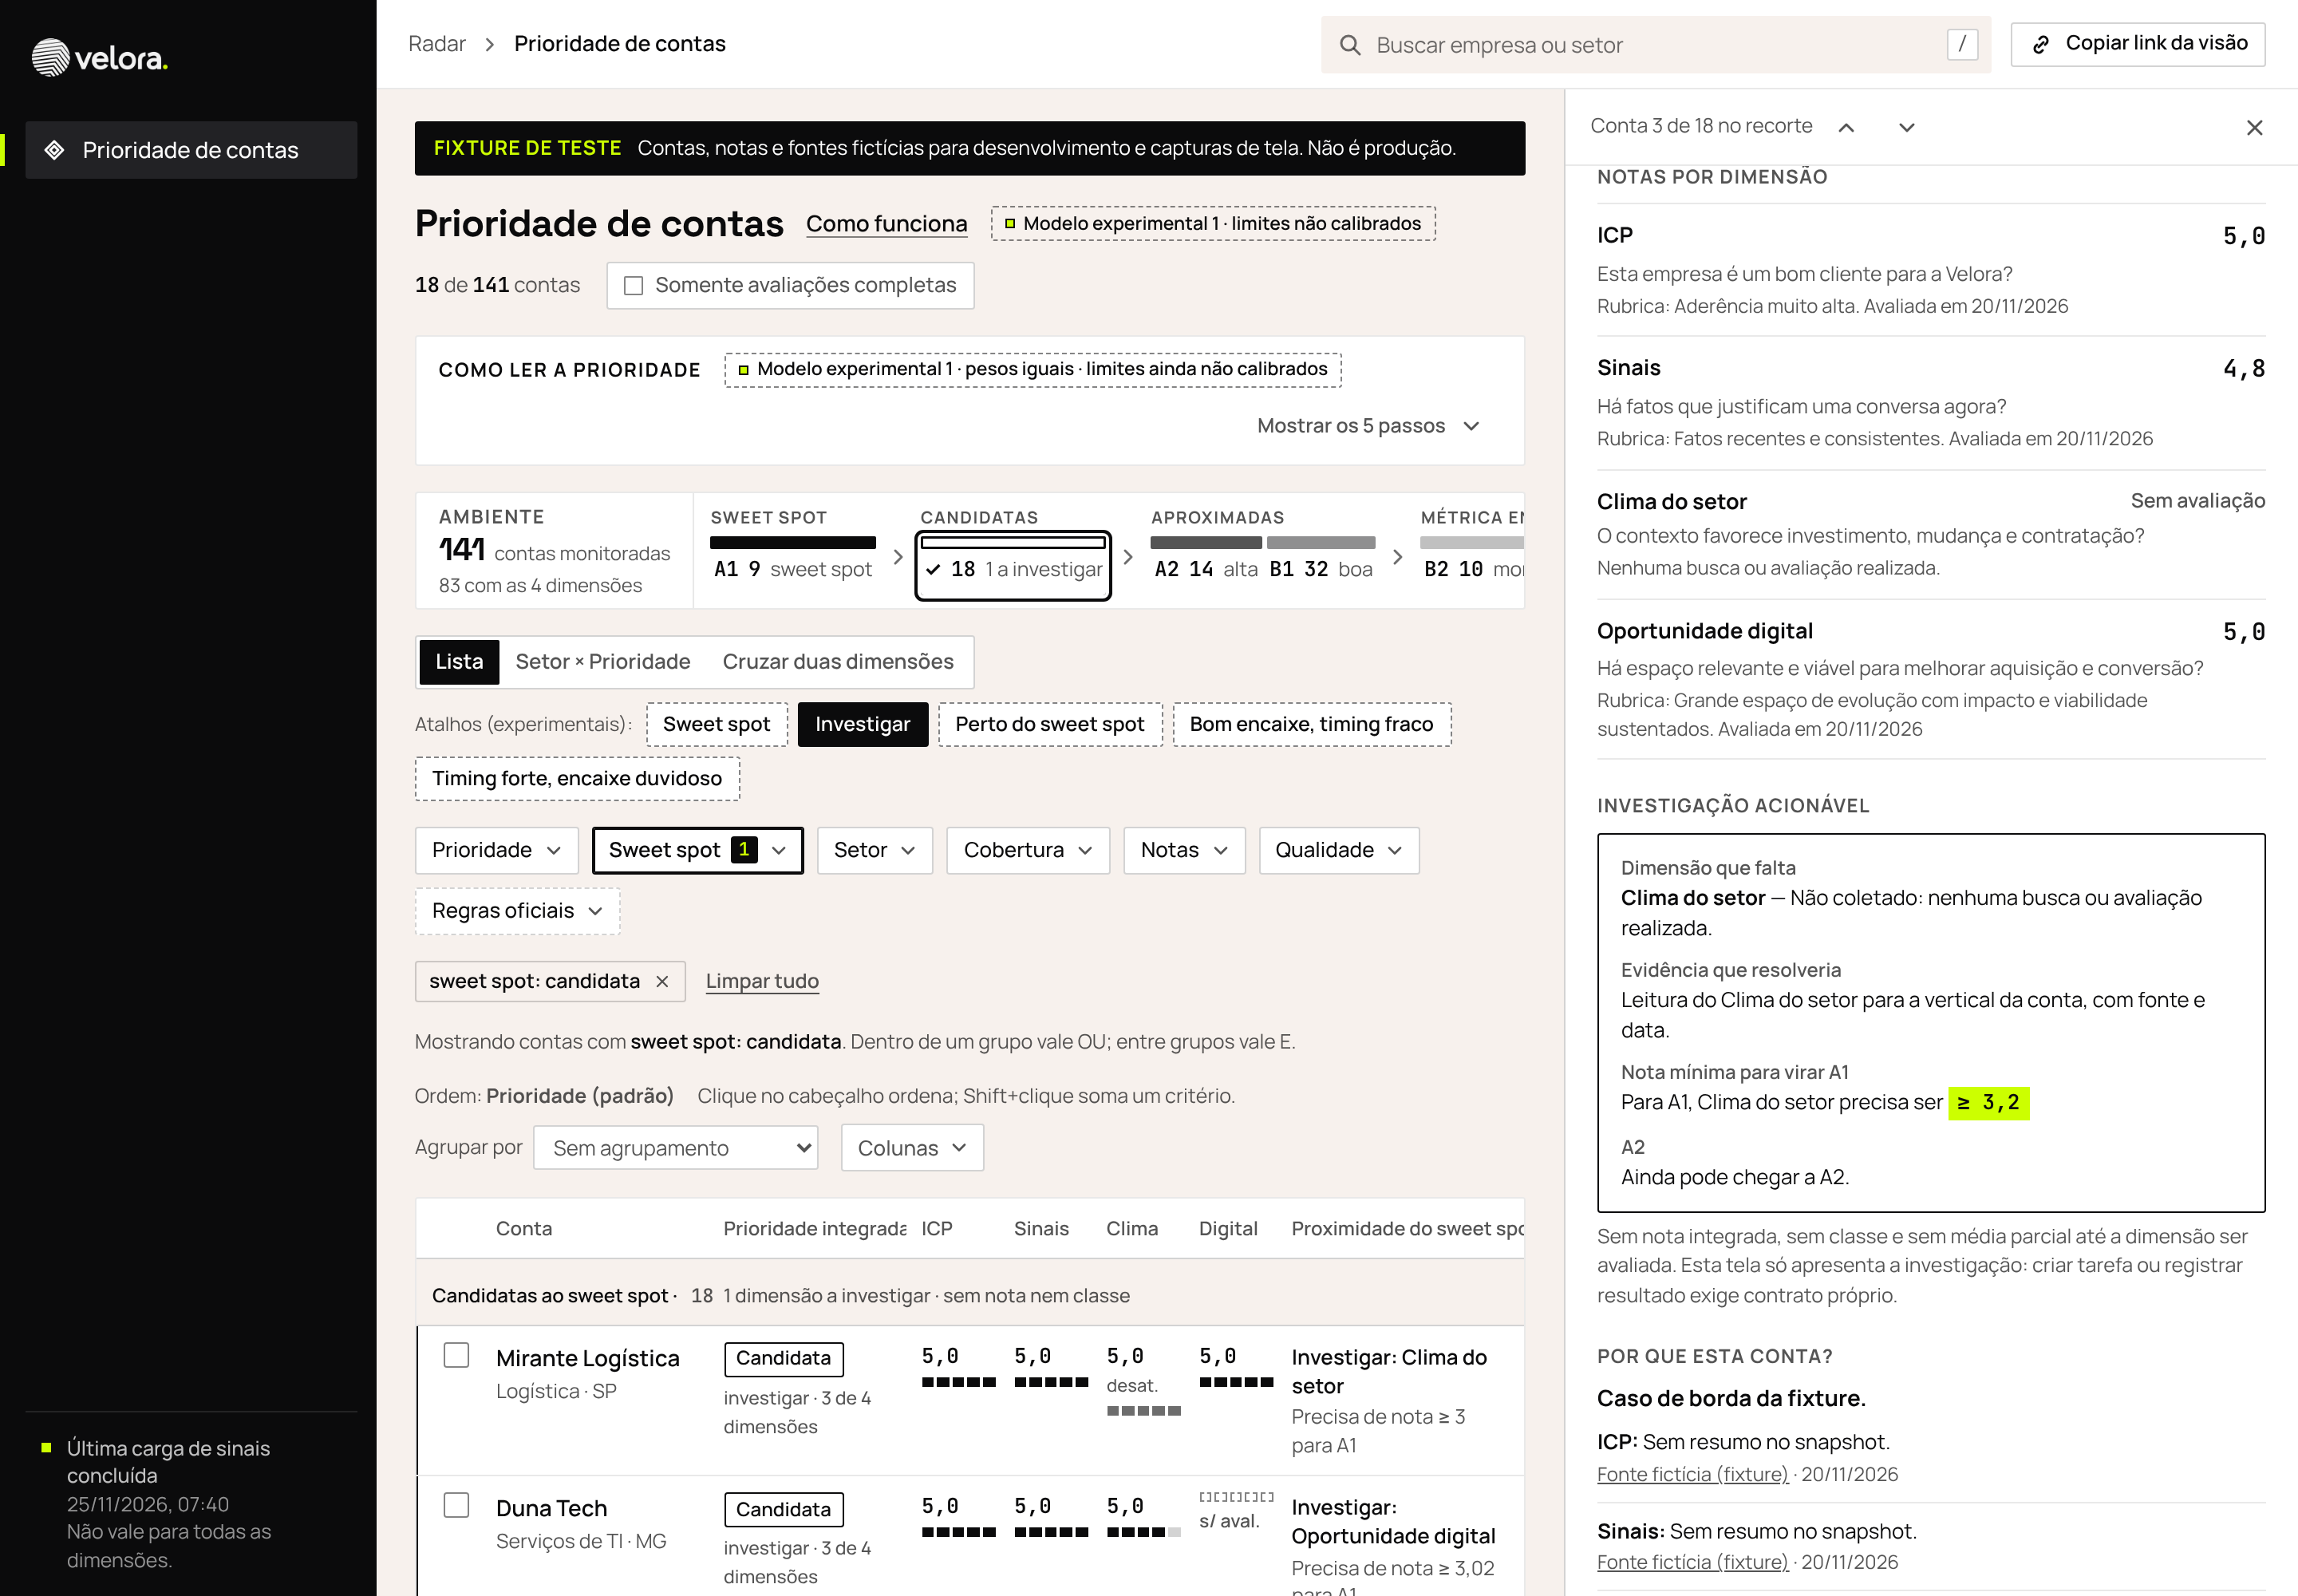 velora.
Prioridade de contas
Última carga de sinais
concluída
25/11/2026, 07:40
Não vale para todas as
dimensões.
Radar > Prioridade de contas
Buscar empresa ou setor
/
Copiar link da visão
FIXTURE DE TESTE Contas, notas e fontes fictícias para desenvolvimento e capturas de tela. Não é produção.
Prioridade de contas Como funciona Modelo experimental 1 · limites não calibrados
18 de 141 contas Somente avaliações completas
COMO LER A PRIORIDADE Modelo experimental 1 · pesos iguais · limites ainda não calibrados
Mostrar os 5 passos
AMBIENTE
141 contas monitoradas
83 com as 4 dimensões
SWEET SPOT
A1 9 sweet spot
CANDIDATAS
18 1 a investigar
APROXIMADAS
A2 14 alta B1 32 boa
MÉTRICA EN
B2 10 mor
Lista Setor × Prioridade Cruzar duas dimensões
Atalhos (experimentais): Sweet spot Investigar Perto do sweet spot Bom encaixe, timing fraco
Timing forte, encaixe duvidoso
Prioridade Sweet spot 1 Setor Cobertura Notas Qualidade
Regras oficiais
sweet spot: candidata × Limpar tudo
Mostrando contas com sweet spot: candidata. Dentro de um grupo vale OU; entre grupos vale E.
Ordem: Prioridade (padrão) Clique no cabeçalho ordena; Shift+clique soma um critério.
Agrupar por Sem agrupamento Colunas
Conta Prioridade integrada ICP Sinais Clima Digital Proximidade do sweet spo
Candidatas ao sweet spot · 18 1 dimensão a investigar · sem nota nem classe
Mirante Logística
Logística · SP
Candidata
investigar · 3 de 4
dimensões
5,0
5,0
5,0
desat.
5,0
Investigar: Clima do
setor
Precisa de nota ≥ 3
para A1
Duna Tech
Serviços de TI · MG
Candidata
investigar · 3 de 4
dimensões
5,0
5,0
5,0
s/ aval.
Investigar:
Oportunidade digital
Precisa de nota ≥ 3,02
para A1
Conta 3 de 18 no recorte
NOTAS POR DIMENSÃO
ICP 5,0
Esta empresa é um bom cliente para a Velora?
Rubrica: Aderência muito alta. Avaliada em 20/11/2026
Sinais 4,8
Há fatos que justificam uma conversa agora?
Rubrica: Fatos recentes e consistentes. Avaliada em 20/11/2026
Clima do setor Sem avaliação
O contexto favorece investimento, mudança e contratação?
Nenhuma busca ou avaliação realizada.
Oportunidade digital 5,0
Há espaço relevante e viável para melhorar aquisição e conversão?
Rubrica: Grande espaço de evolução com impacto e viabilidade
sustentados. Avaliada em 20/11/2026
INVESTIGAÇÃO ACIONÁVEL
Dimensão que falta
Clima do setor — Não coletado: nenhuma busca ou avaliação
realizada.
Evidência que resolveria
Leitura do Clima do setor para a vertical da conta, com fonte e
data.
Nota mínima para virar A1
Para A1, Clima do setor precisa ser ≥ 3,2
A2
Ainda pode chegar a A2.
Sem nota integrada, sem classe e sem média parcial até a dimensão ser
avaliada. Esta tela só apresenta a investigação: criar tarefa ou registrar
resultado exige contrato próprio.
POR QUE ESTA CONTA?
Caso de borda da fixture.
ICP: Sem resumo no snapshot.
Fonte fictícia (fixture) · 20/11/2026
Sinais: Sem resumo no snapshot.
Fonte fictícia (fixture) · 20/11/2026